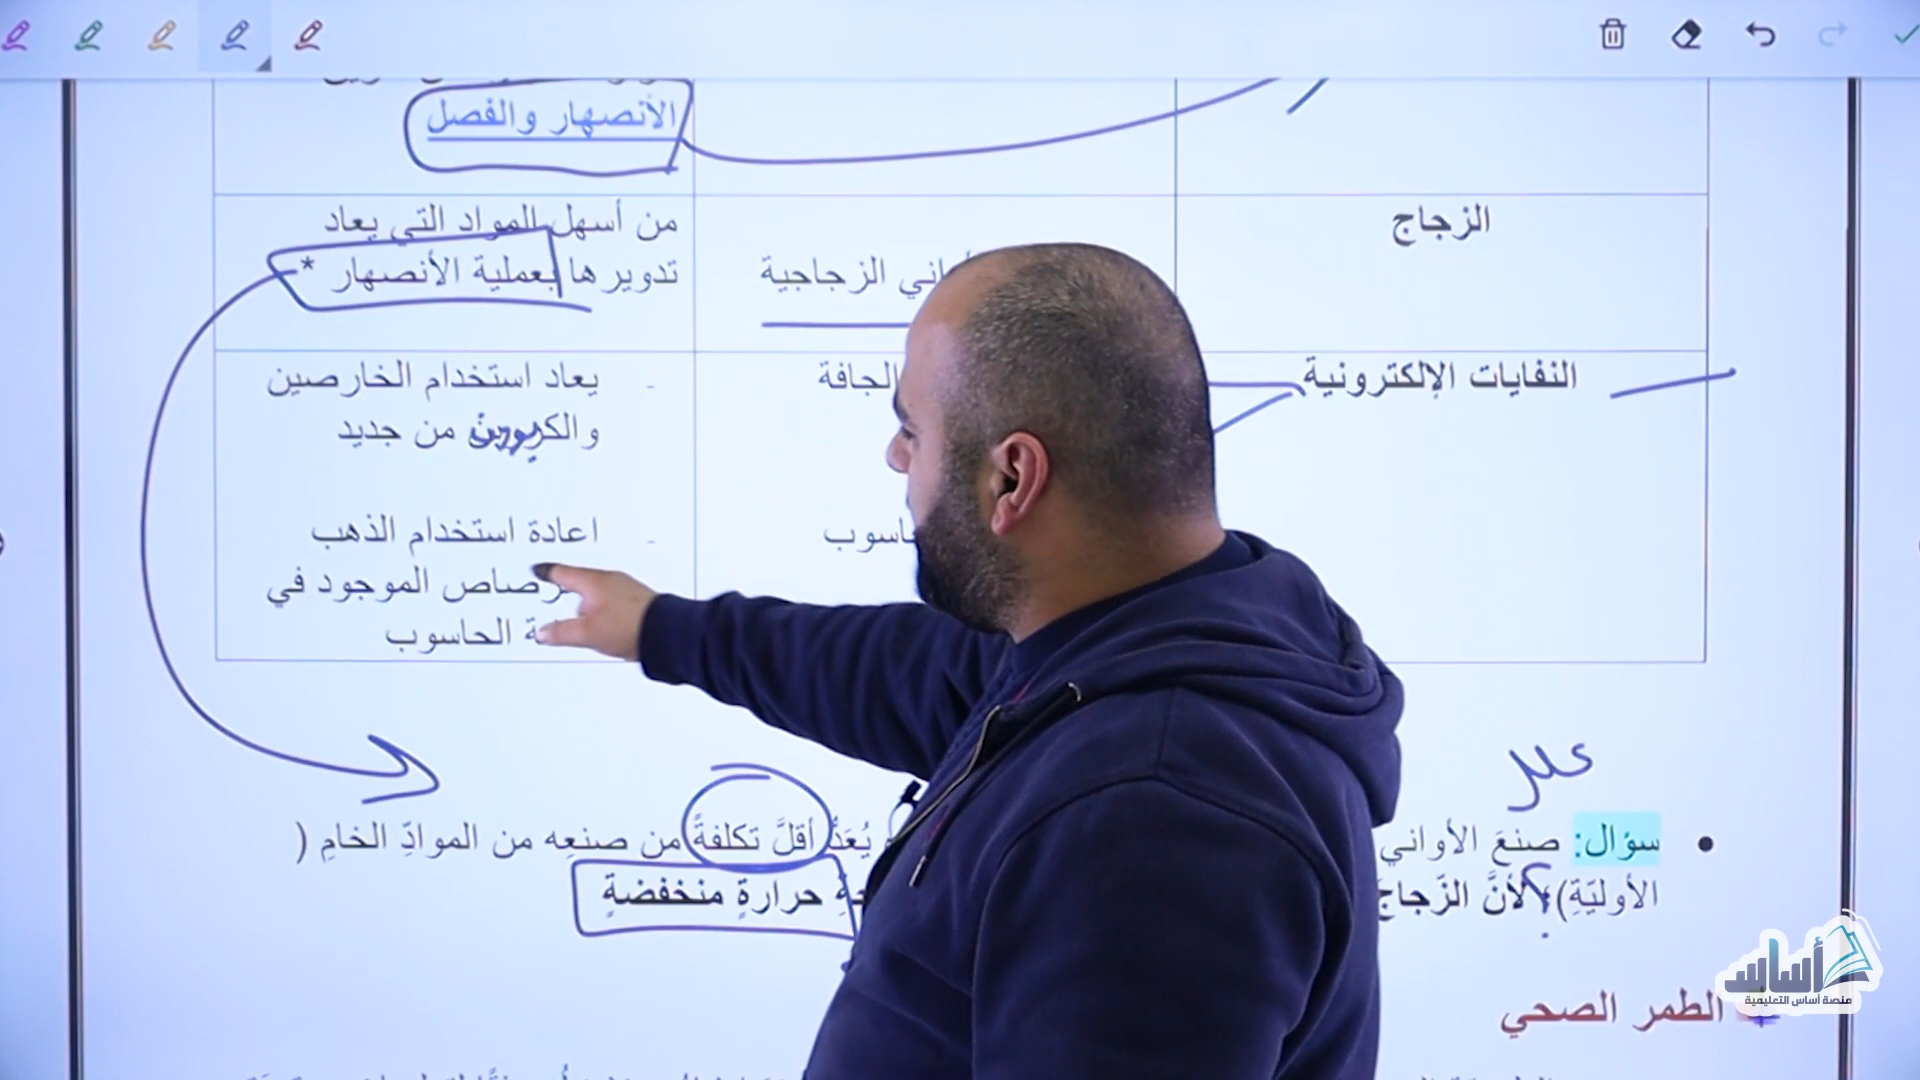 الأنصهار والفصل
الزجاج
من أسهل المواد التي يعاد
تدويرها بعملية الأنصهار *
الزجاجية
النفايات الإلكترونية
الجافة
- يعاد استخدام الخارصين
والكربون من جديد
- اعادة استخدام الذهب
الموجود في
الحاسوب
علل
• سؤال: صنعَ الأواني يُعَدُّ أقلَّ تكلفةً من صنعِه من الموادِّ الخامِ (
الأوليّةِ)؛ لأنَّ الزّجاجَ حرارةٍ منخفضةٍ
الطمر الصحي
أساس
منصة أساس التعليمية